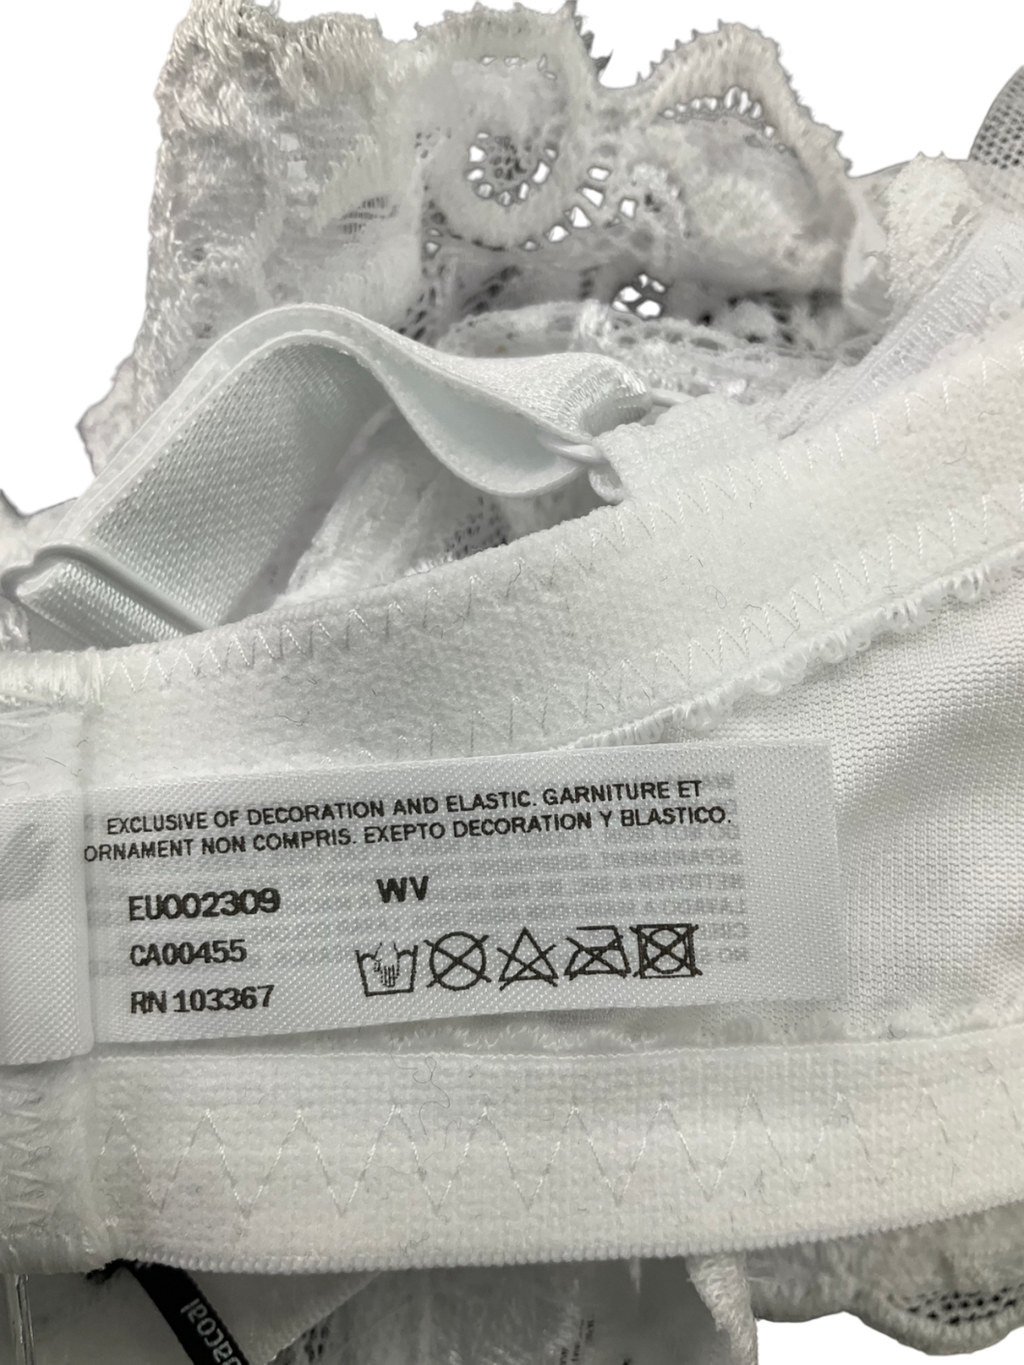 EXCLUSIVE OF DECORATION AND ELASTIC. GARNITURE ET
ORNAMENT NON COMPRIS. EXEPTO DECORATION Y BLASTICO.
EU002309 WV
CA00455
RN 103367